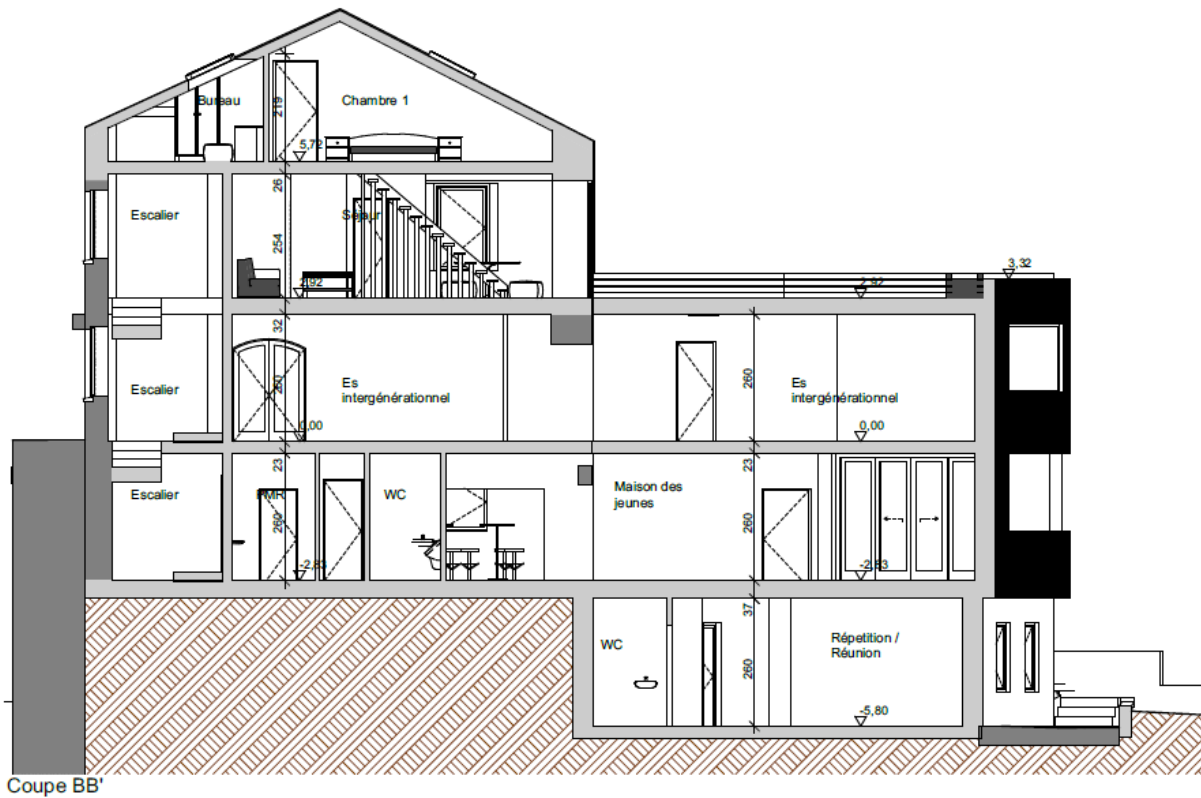 Bureau
Chambre 1
219
5,72
26
Escalier
Séjour
254
2,92
3,32
2,92
32
Escalier
Es
intergénérationnel
260
0,00
260
Es
intergénérationnel
0,00
23
Escalier
PMR
WC
260
-2,83
Maison des
jeunes
23
260
-2,83
37
WC
Répetition /
Réunion
260
-5,80
Coupe BB'